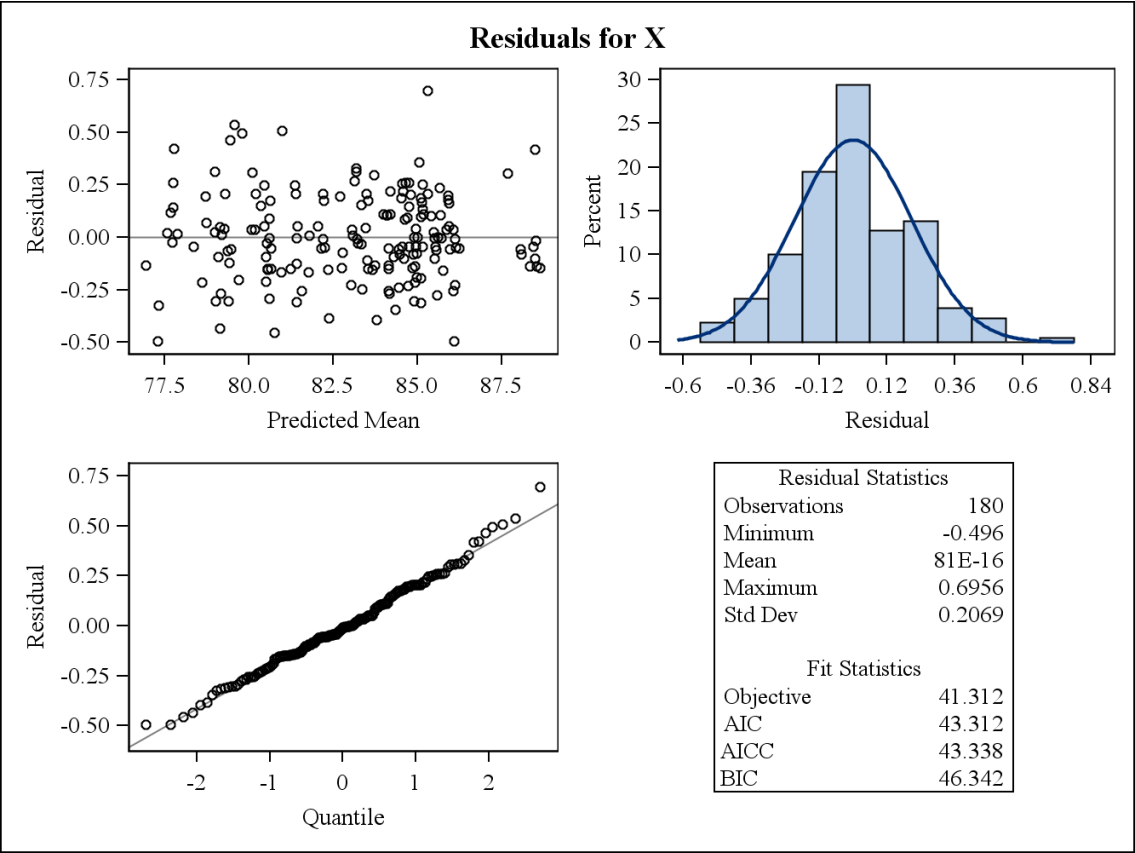 Residuals for X
0.75
0.50
0.25
0.00
-0.25
-0.50
Residual
77.5 80.0 82.5 85.0 87.5
Predicted Mean
30
25
20
15
10
5
0
Percent
-0.6 -0.36 -0.12 0.12 0.36 0.6 0.84
Residual
0.75
0.50
0.25
0.00
-0.25
-0.50
Residual
-2 -1 0 1 2
Quantile
Residual Statistics
Observations 180
Minimum -0.496
Mean 81E-16
Maximum 0.6956
Std Dev 0.2069
Fit Statistics
Objective 41.312
AIC 43.312
AICC 43.338
BIC 46.342